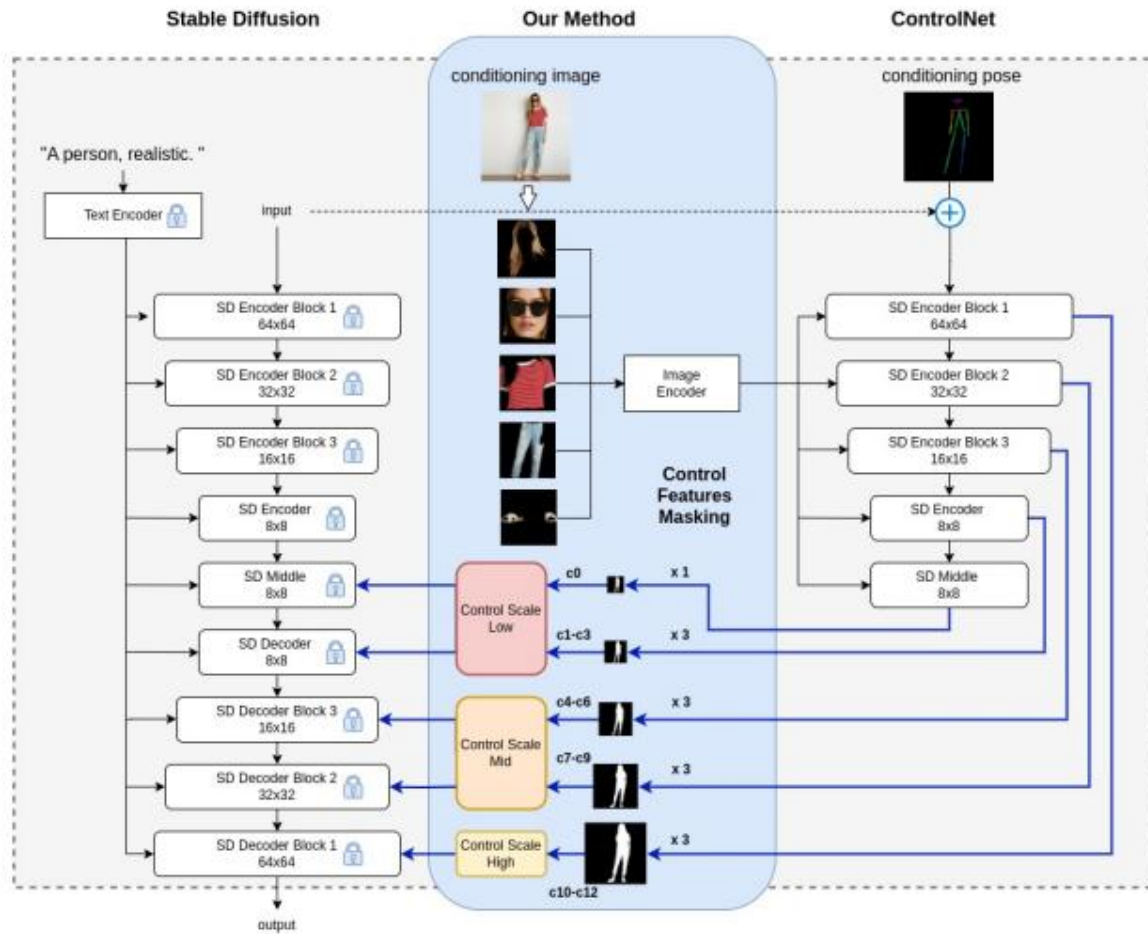 Stable Diffusion
Our Method
ControlNet
conditioning image
conditioning pose
"A person, realistic. "
Text Encoder
input
SD Encoder Block 1
64x64
SD Encoder Block 2
32x32
SD Encoder Block 3
16x16
SD Encoder
8x8
SD Middle
8x8
SD Decoder
8x8
SD Decoder Block 3
16x16
SD Decoder Block 2
32x32
SD Decoder Block 1
64x64
output
Image
Encoder
Control
Features
Masking
Control Scale
Low
c0
x 1
c1-c3
x 3
Control Scale
Mid
c4-c6
x 3
c7-c9
x 3
Control Scale
High
x 3
c10-c12
SD Encoder Block 1
64x64
SD Encoder Block 2
32x32
SD Encoder Block 3
16x16
SD Encoder
8x8
SD Middle
8x8